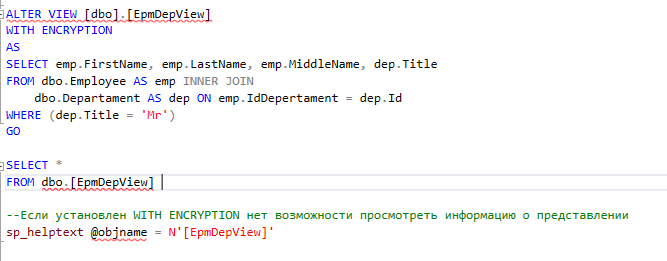 ALTER VIEW [dbo].[EpmDepView]
WITH ENCRYPTION
AS
SELECT emp.FirstName, emp.LastName, emp.MiddleName, dep.Title
FROM dbo.Employee AS emp INNER JOIN
dbo.Departament AS dep ON emp.IdDepertament = dep.Id
WHERE (dep.Title = 'Mr')
GO
SELECT *
FROM dbo.[EpmDepView]
--Если установлен WITH ENCRYPTION нет возможности просмотреть информацию о представлении
sp_helptext @objname = N'[EpmDepView]'